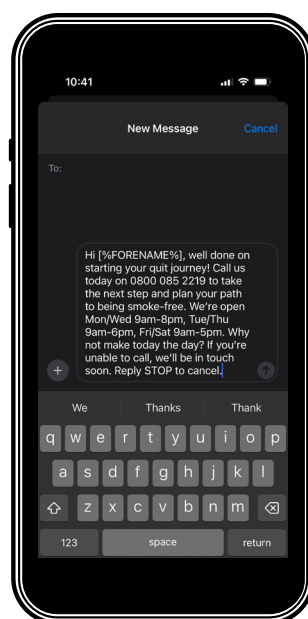 10:41
New Message
Cancel
To:
Hi [%FORENAME%], well done on
starting your quit journey! Call us
today on 0800 085 2219 to take
the next step and plan your path
to being smoke-free. We're open
Mon/Wed 9am-8pm, Tue/Thu
9am-6pm, Fri/Sat 9am-5pm. Why
not make today the day? If you're
unable to call, we'll be in touch
soon. Reply STOP to cancel.
We Thanks Thank
q w e r t y u i o p
a s d f g h j k l
z x c v b n m
123 space return